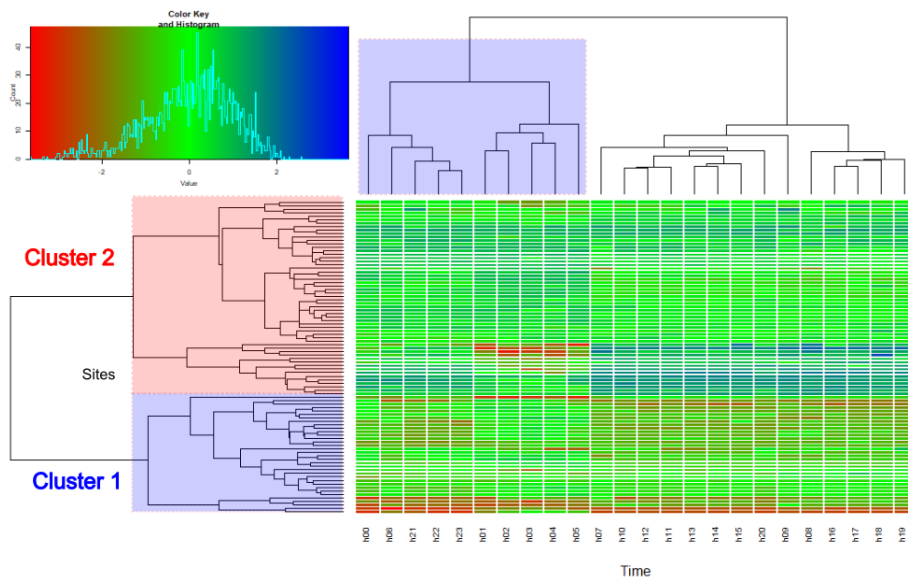 Color Key
and Histogram
Count
0 10 20 30 40
-2 0 2
Value
Cluster 2
Sites
Cluster 1
h00 h06 h21 h22 h23 h01 h02 h03 h04 h05 h07 h10 h12 h11 h13 h14 h15 h20 h09 h08 h16 h17 h18 h19
Time